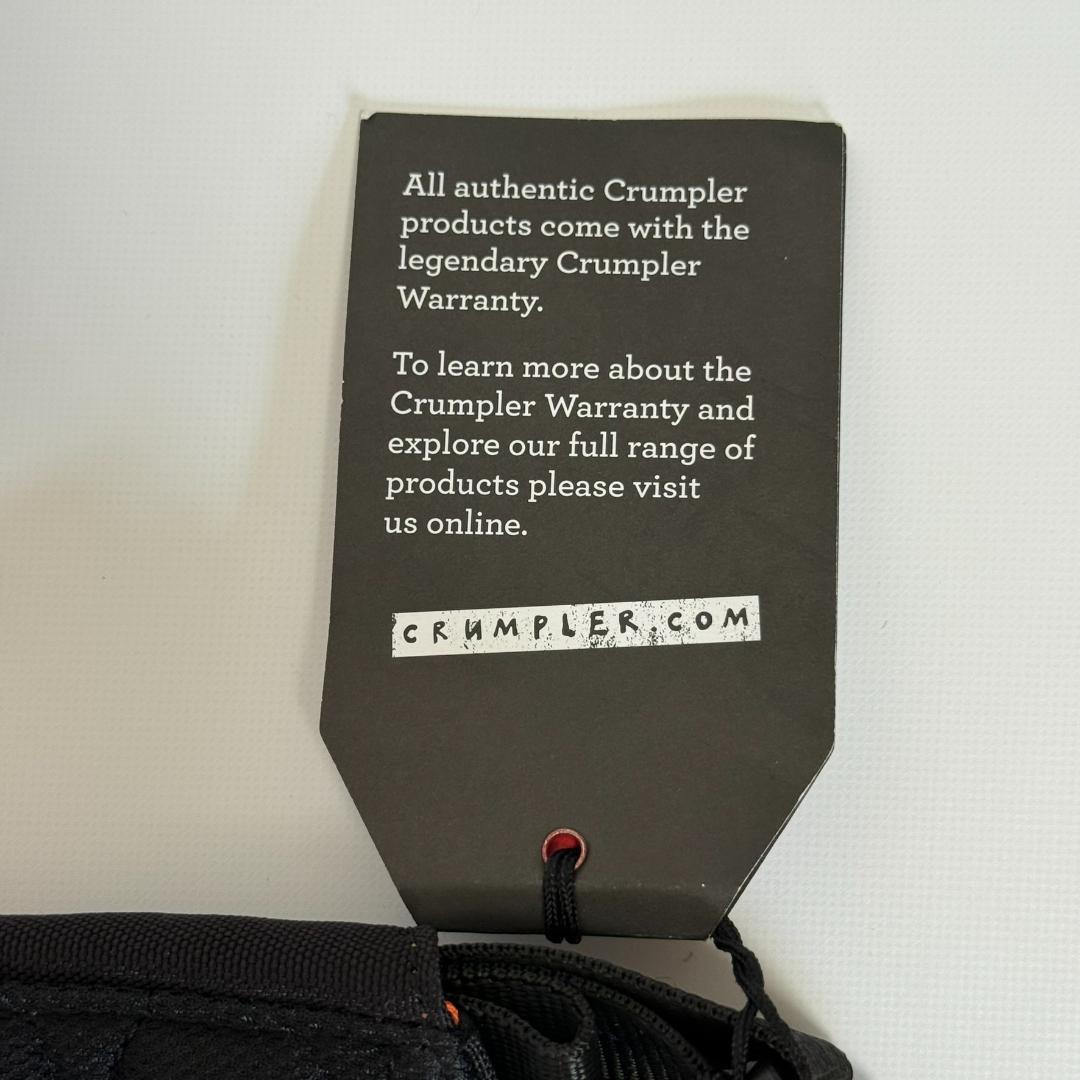 All authentic Crumpler
products come with the
legendary Crumpler
Warranty.
To learn more about the
Crumpler Warranty and
explore our full range of
products please visit
us online.
CRUMPLER.COM